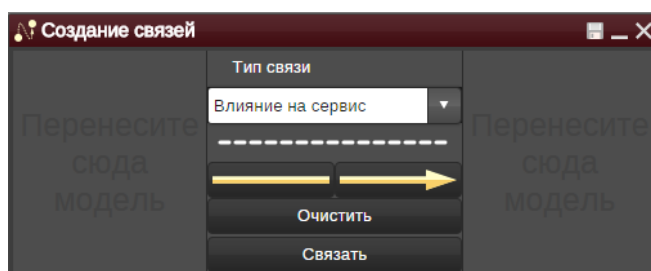 Создание связей
Тип связи
Влияние на сервис
Перенесите
сюда
модель
Перенесите
сюда
модель
Очистить
Связать